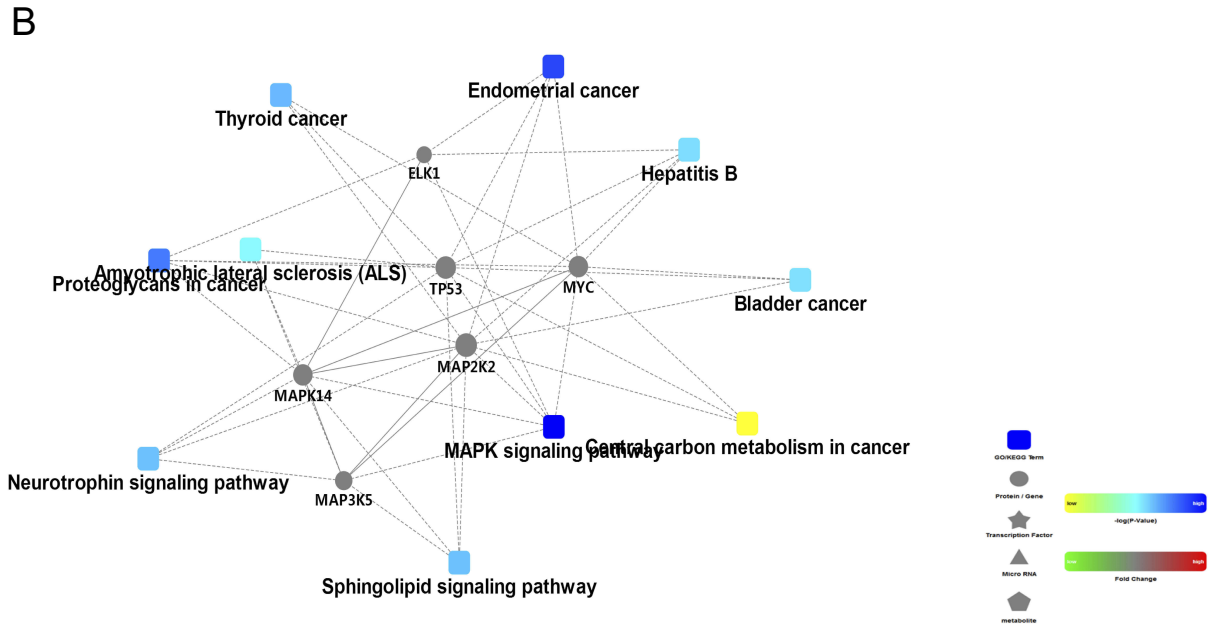 B
Endometrial cancer
Thyroid cancer
ELK1
Hepatitis B
Amyotrophic lateral sclerosis (ALS)
Proteoglycans in cancer
TP53
MYC
Bladder cancer
MAP2K2
MAPK14
MAPK signaling pathway
Central carbon metabolism in cancer
Neurotrophin signaling pathway
MAP3K5
Sphingolipid signaling pathway
GO/KEGG Term
Protein / Gene
Transcription Factor
Micro RNA
metabolite
low high
-log(P-Value)
low high
Fold Change